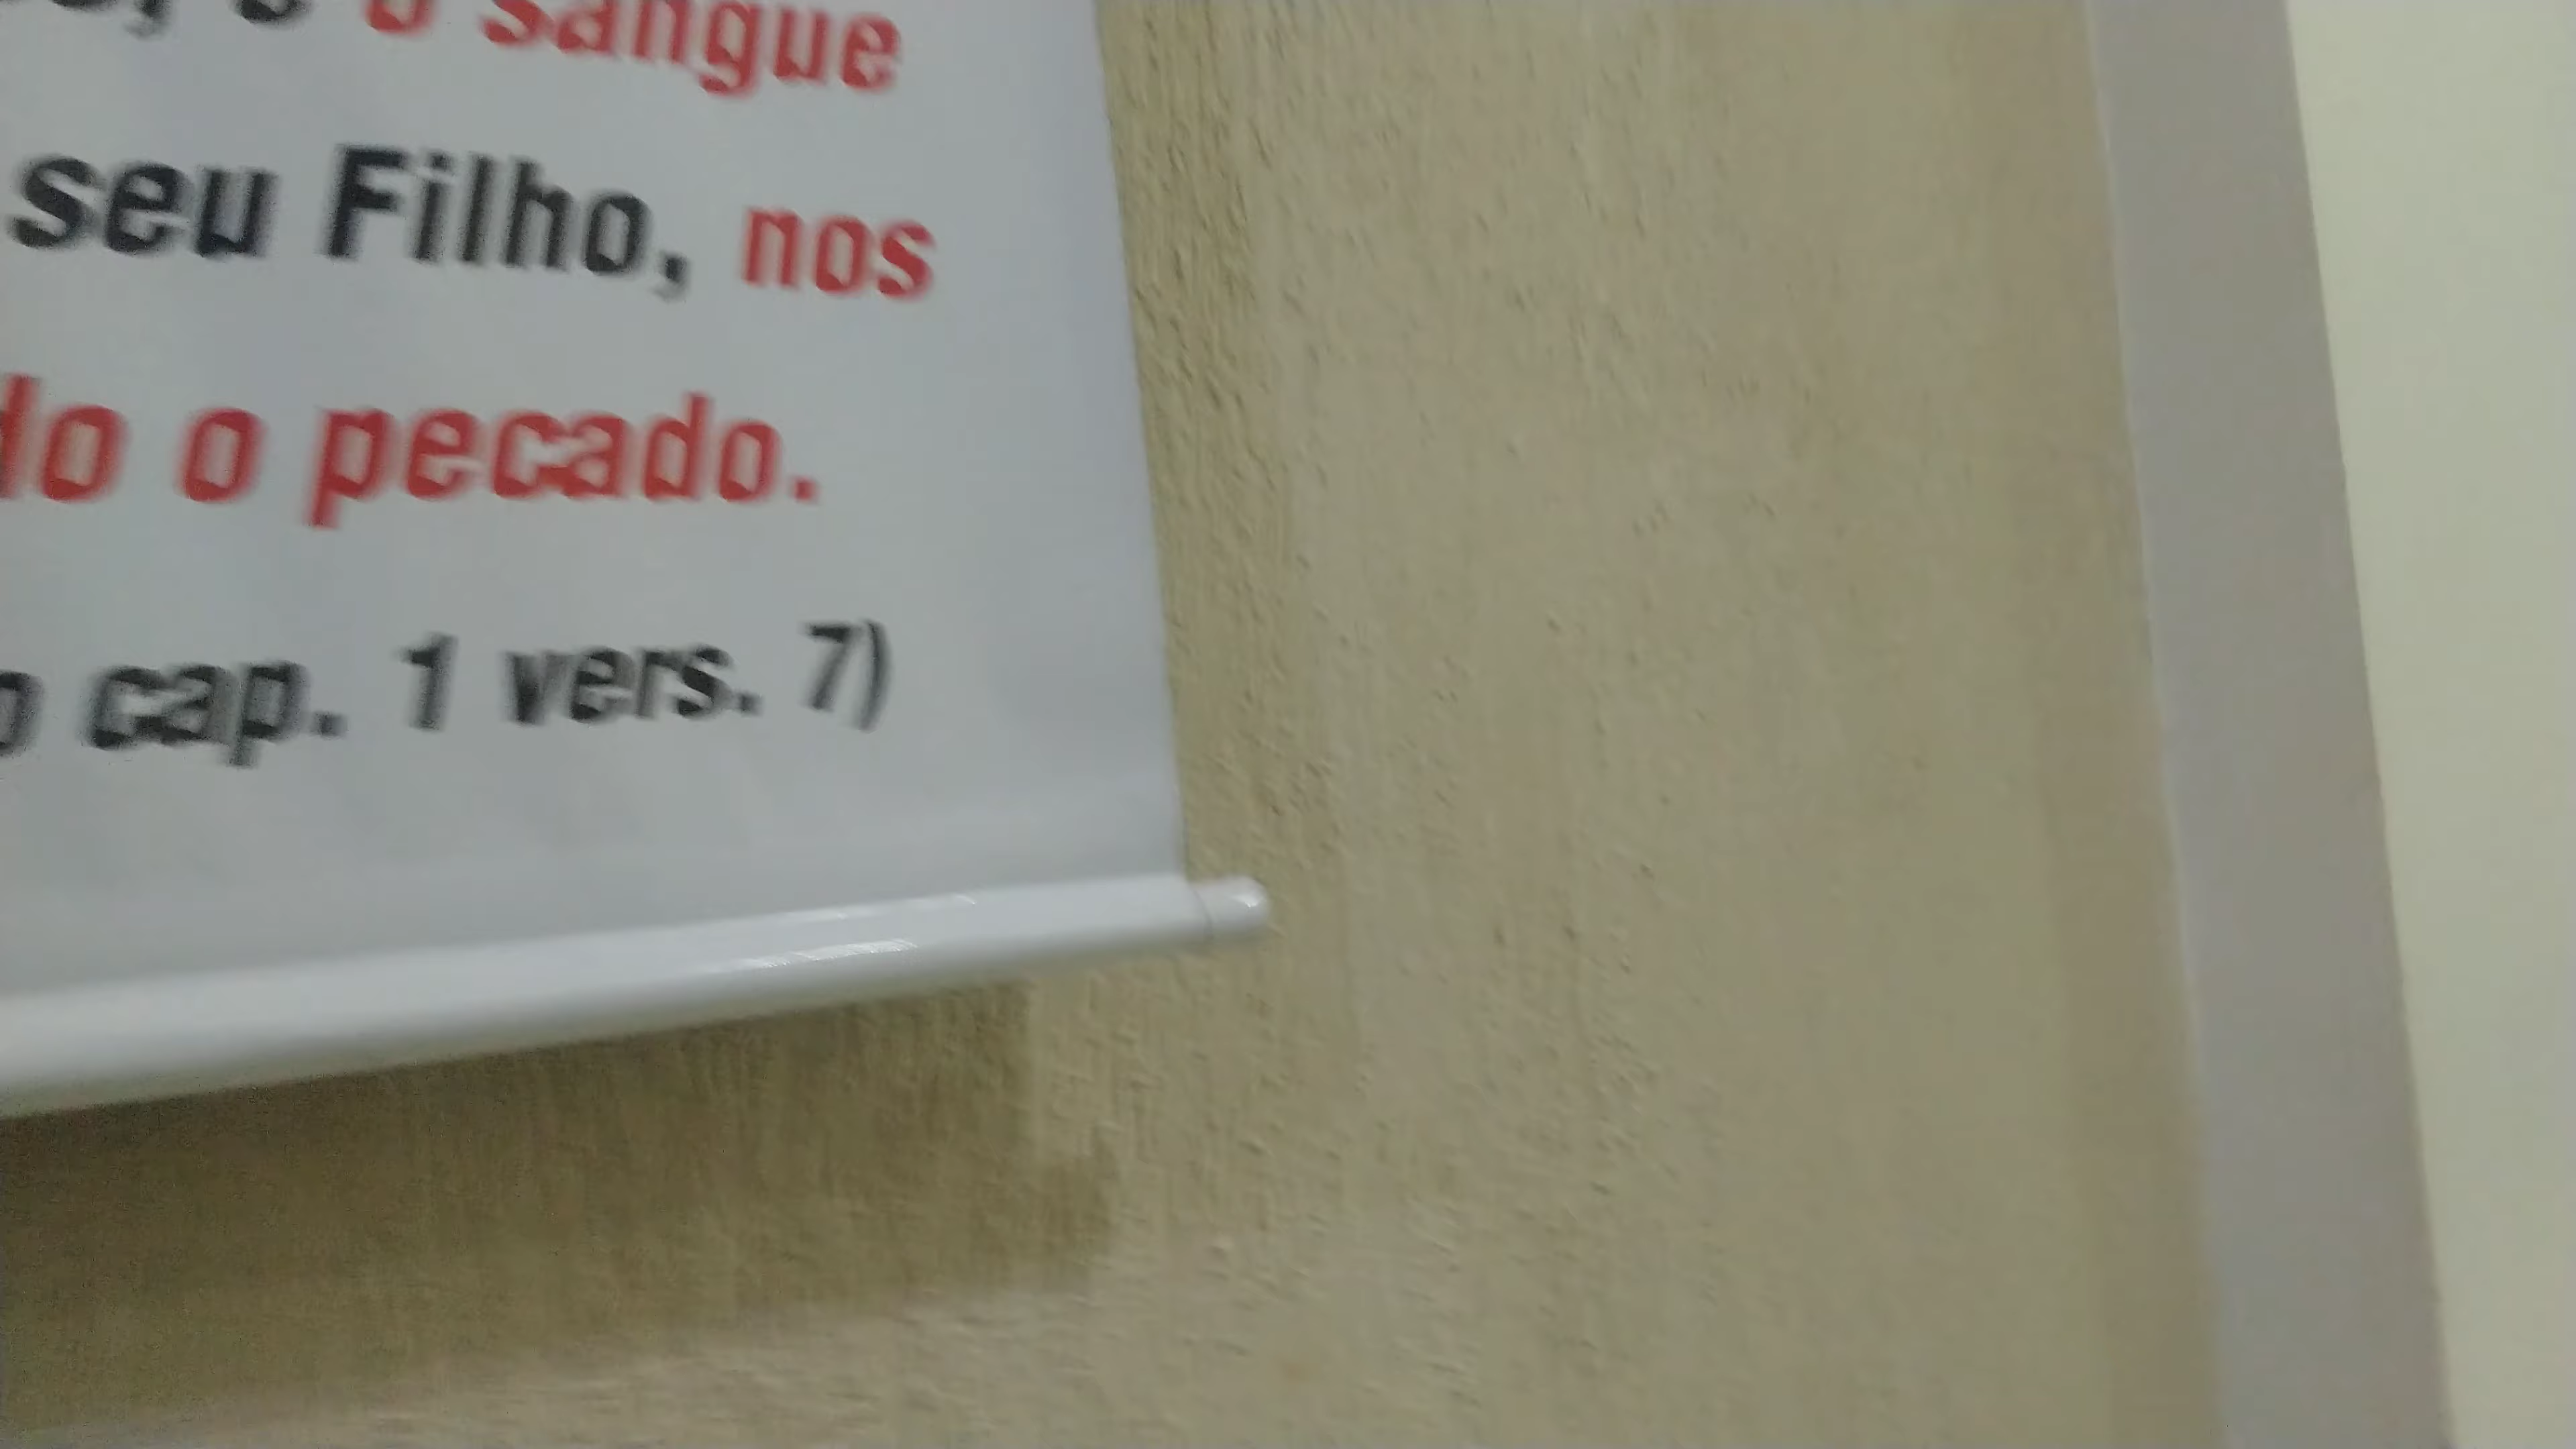 o sangue
seu Filho, nos
o pecado.
cap. 1 vers. 7)